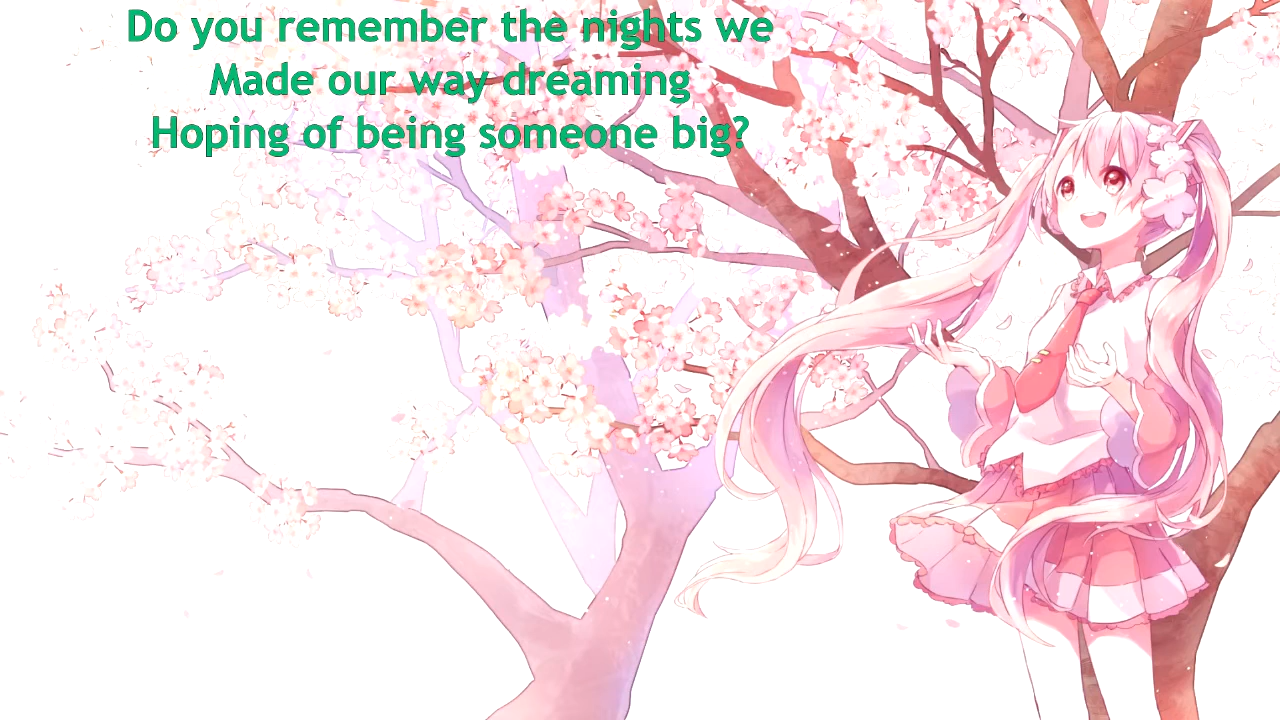 Do you remember the nights we
Made our way dreaming
Hoping of being someone big?